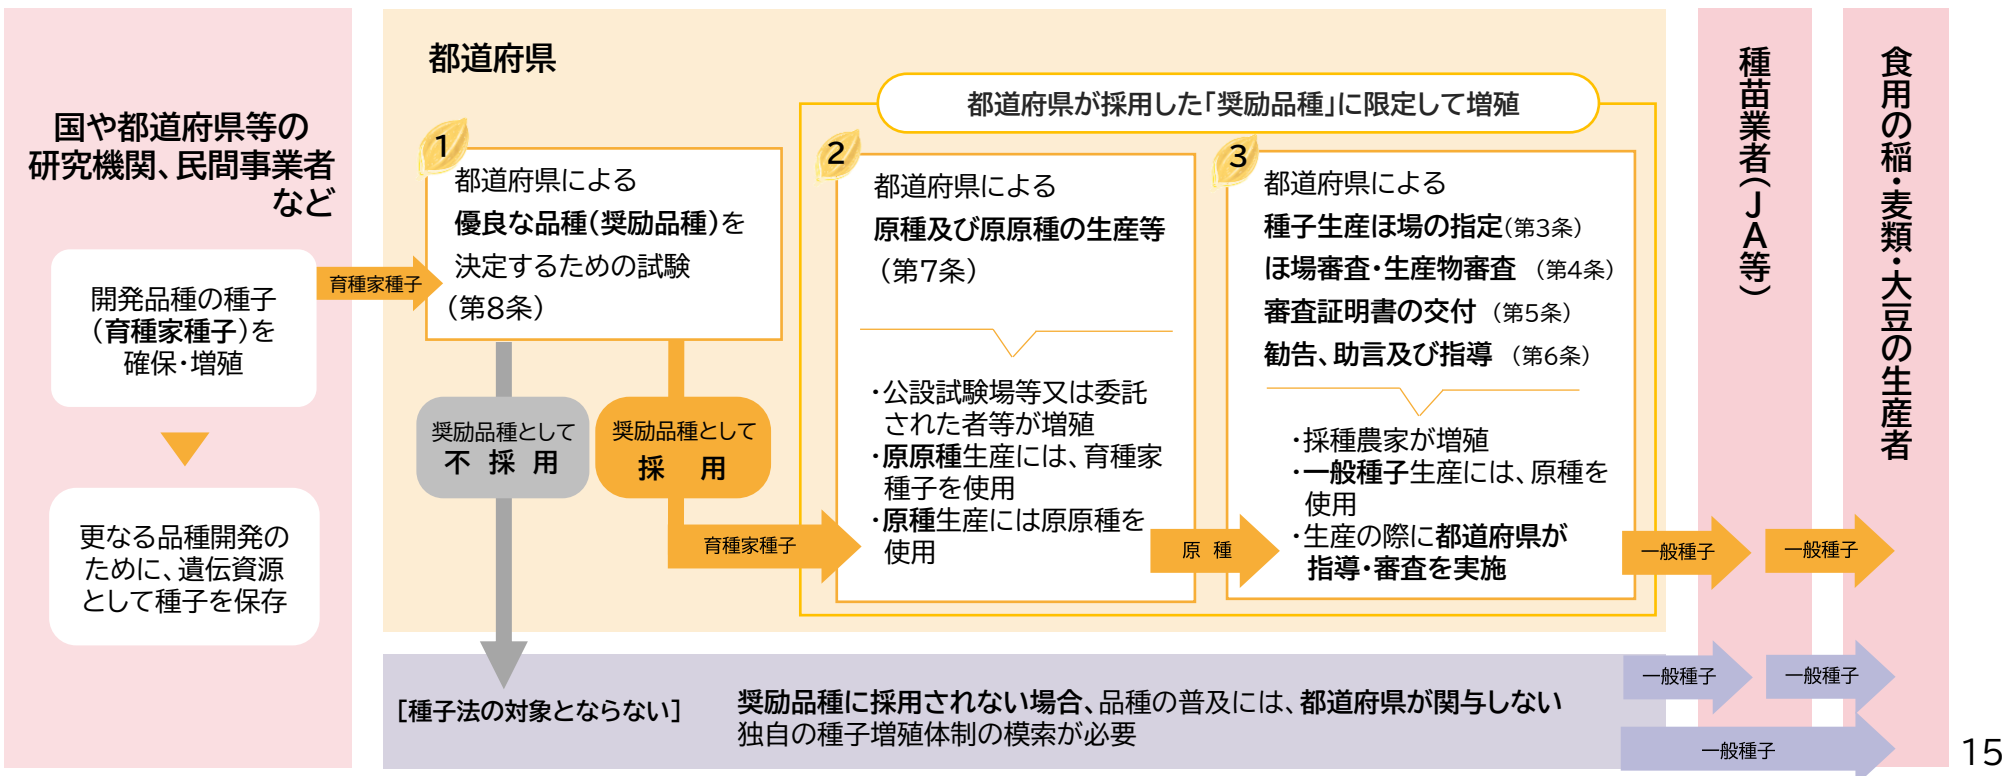 国や都道府県等の
研究機関、民間事業者
など
開発品種の種子
（育種家種子）を
確保・増殖
更なる品種開発の
ために、遺伝資源
として種子を保存
育種家種子
都道府県
1
都道府県による
優良な品種（奨励品種）を
決定するための試験
（第8条）
奨励品種として
不 採 用
奨励品種として
採 用
育種家種子
都道府県が採用した「奨励品種」に限定して増殖
2
都道府県による
原種及び原原種の生産等
（第7条）
・公設試験場等又は委託
された者等が増殖
・原原種生産には、育種家
種子を使用
・原種生産には原原種を
使用
原 種
3
都道府県による
種子生産ほ場の指定（第3条）
ほ場審査・生産物審査 （第4条）
審査証明書の交付 （第5条）
勧告、助言及び指導 （第6条）
・採種農家が増殖
・一般種子生産には、原種を
使用
・生産の際に都道府県が
指導・審査を実施
一般種子
一般種子
種苗業者（ＪＡ等）
食用の稲・麦類・大豆の生産者
［種子法の対象とならない］
奨励品種に採用されない場合、品種の普及には、都道府県が関与しない
独自の種子増殖体制の模索が必要
一般種子
一般種子
一般種子
15